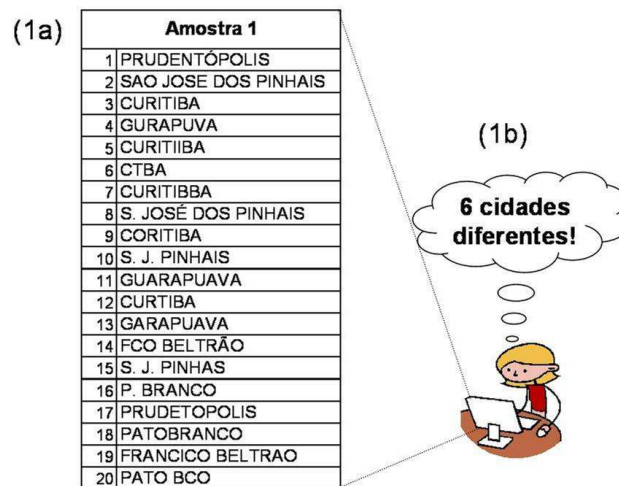 (1a)
Amostra 1
1 PRUDENTÓPOLIS
2 SAO JOSE DOS PINHAIS
3 CURITIBA
4 GURAPUVA
5 CURITIIBA
6 CTBA
7 CURITIBBA
8 S. JOSÉ DOS PINHAIS
9 CORITIBA
10 S. J. PINHAIS
11 GUARAPUAVA
12 CURTIBA
13 GARAPUAVA
14 FCO BELTRÃO
15 S. J. PINHAS
16 P. BRANCO
17 PRUDETOPOLIS
18 PATOBRANCO
19 FRANCICO BELTRAO
20 PATO BCO
(1b)
6 cidades
diferentes!